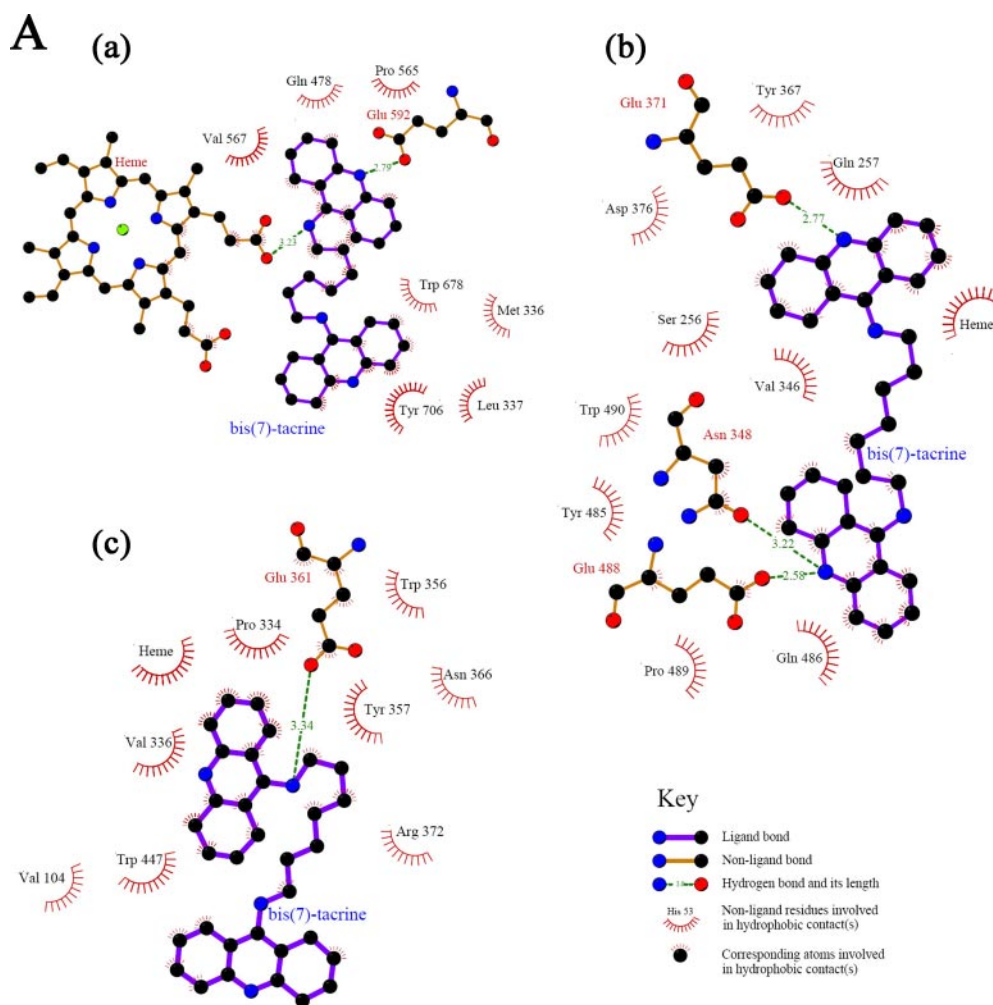 A
(a)
Gln 478
Pro 565
Glu 592
Val 567
Heme
2.79
3.23
Trp 678
Met 336
Tyr 706
Leu 337
bis(7)-tacrine
(b)
Tyr 367
Glu 371
Gln 257
Asp 376
2.77
Ser 256
Heme
Val 346
Trp 490
Asn 348
bis(7)-tacrine
Tyr 485
3.22
Glu 488
2.58
Pro 489
Gln 486
(c)
Glu 361
Trp 356
Pro 334
Heme
Asn 366
Tyr 357
3.34
Val 336
Arg 372
Trp 447
Val 104
bis(7)-tacrine
Key
Ligand bond
Non-ligand bond
Hydrogen bond and its length
His 53
Non-ligand residues involved
in hydrophobic contact(s)
Corresponding atoms involved
in hydrophobic contact(s)